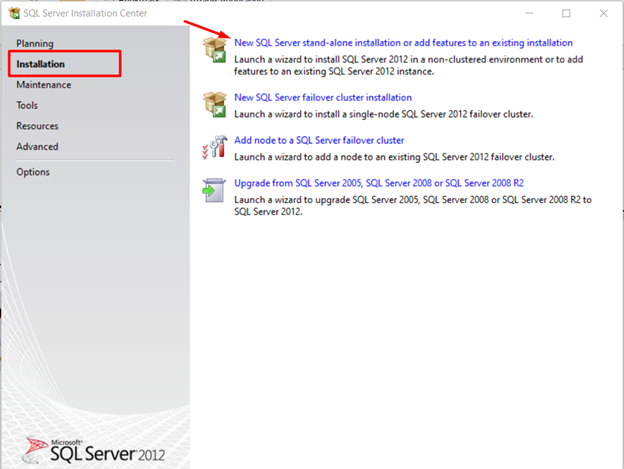 SQL Server Installation Center
Planning
Installation
Maintenance
Tools
Resources
Advanced
Options
New SQL Server stand-alone installation or add features to an existing installation
Launch a wizard to install SQL Server 2012 in a non-clustered environment or to add
features to an existing SQL Server 2012 instance.
New SQL Server failover cluster installation
Launch a wizard to install a single-node SQL Server 2012 failover cluster.
Add node to a SQL Server failover cluster
Launch a wizard to add a node to an existing SQL Server 2012 failover cluster.
Upgrade from SQL Server 2005, SQL Server 2008 or SQL Server 2008 R2
Launch a wizard to upgrade SQL Server 2005, SQL Server 2008 or SQL Server 2008 R2 to
SQL Server 2012.
Microsoft®
SQL Server 2012